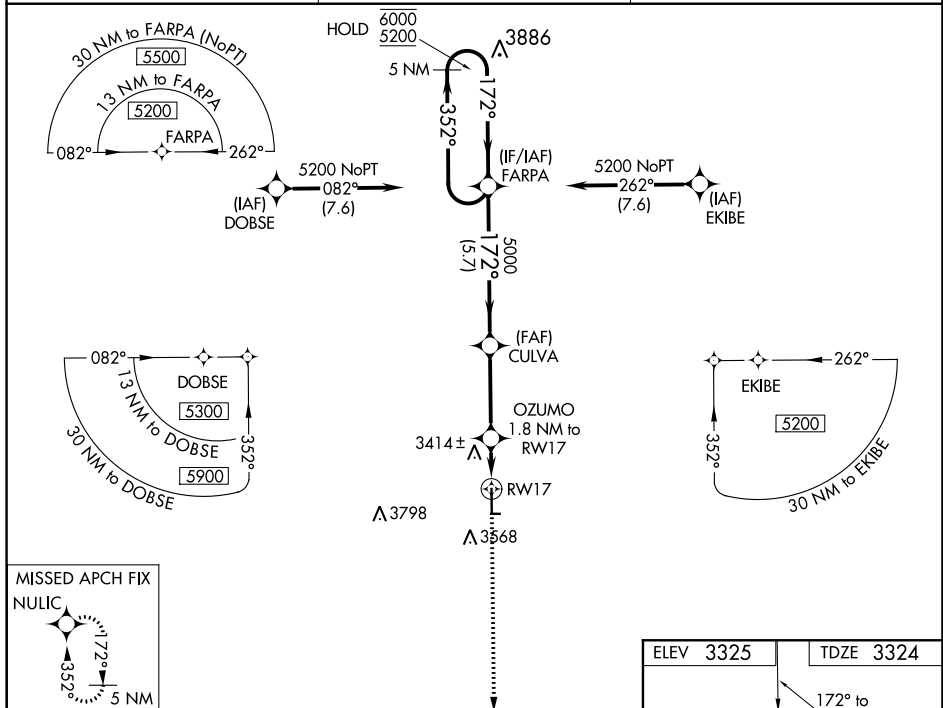 30 NM to FARPA (NoPT)
5500
13 NM to FARPA
5200
FARPA
082°
262°
HOLD
6000
5200
5 NM
3886
172°
352°
(IF/IAF)
FARPA
5200 NoPT
082°
(7.6)
(IAF)
DOBSE
5200 NoPT
262°
(7.6)
(IAF)
EKIBE
5000
172°
(5.7)
(FAF)
CULVA
082°
DOBSE
13 NM to DOBSE
5300
352°
30 NM to DOBSE
5900
262°
EKIBE
5200
352°
30 NM to EKIBE
OZUMO
1.8 NM to
RW17
3414 ±
RW17
3798
3568
MISSED APCH FIX
NULIC
172°
352°
5 NM
ELEV 3325
TDZE 3324
172° to